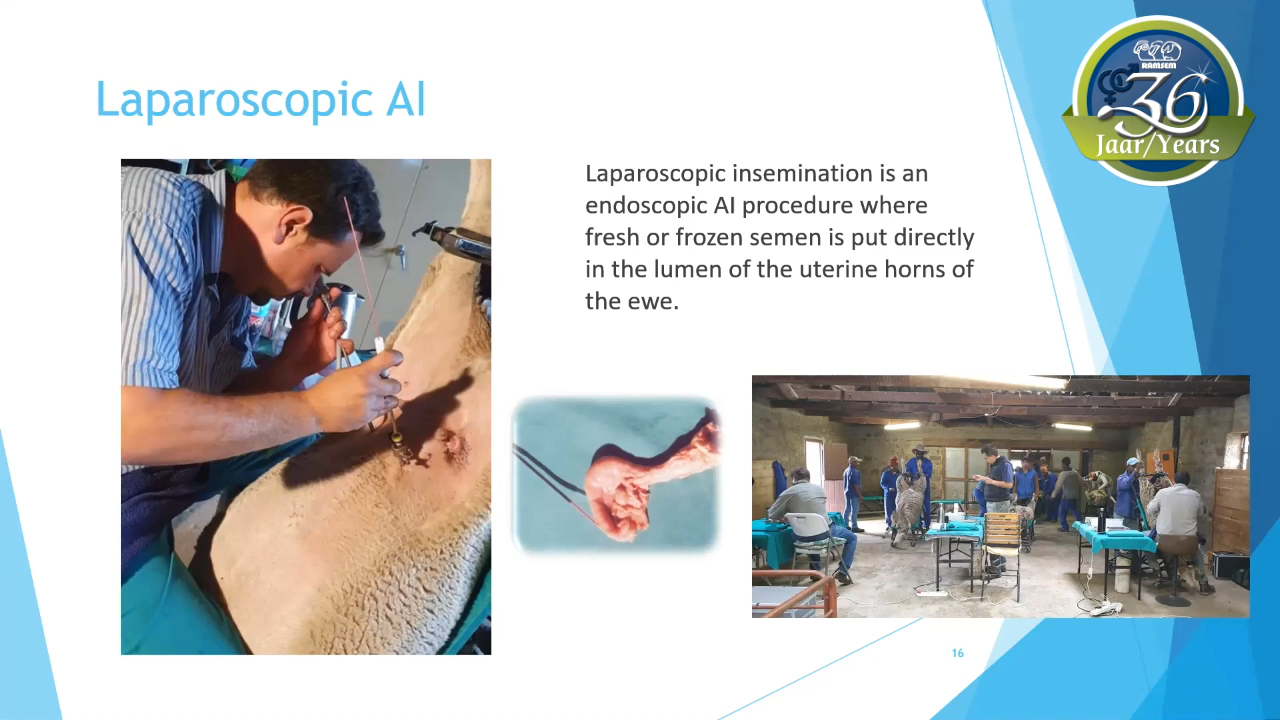 Laparoscopic AI
RAMSEM
36
Jaar/Years
Laparoscopic insemination is an
endoscopic AI procedure where
fresh or frozen semen is put directly
in the lumen of the uterine horns of
the ewe.
16